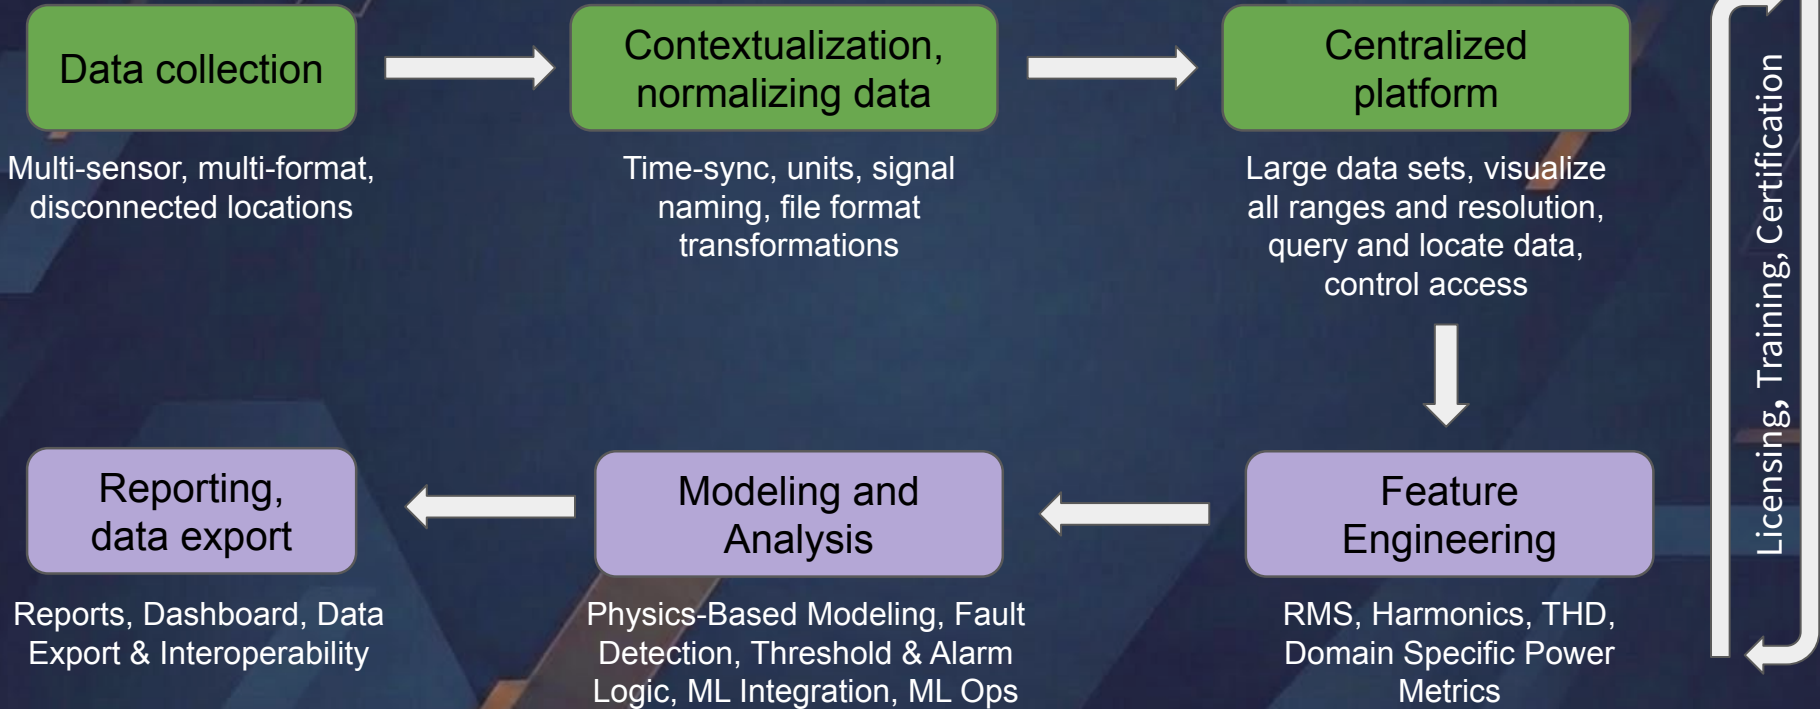 Data collection
Multi-sensor, multi-format,
disconnected locations
Contextualization,
normalizing data
Time-sync, units, signal
naming, file format
transformations
Centralized
platform
Large data sets, visualize
all ranges and resolution,
query and locate data,
control access
Feature
Engineering
RMS, Harmonics, THD,
Domain Specific Power
Metrics
Modeling and
Analysis
Physics-Based Modeling, Fault
Detection, Threshold & Alarm
Logic, ML Integration, ML Ops
Reporting,
data export
Reports, Dashboard, Data
Export & Interoperability
Licensing, Training, Certification